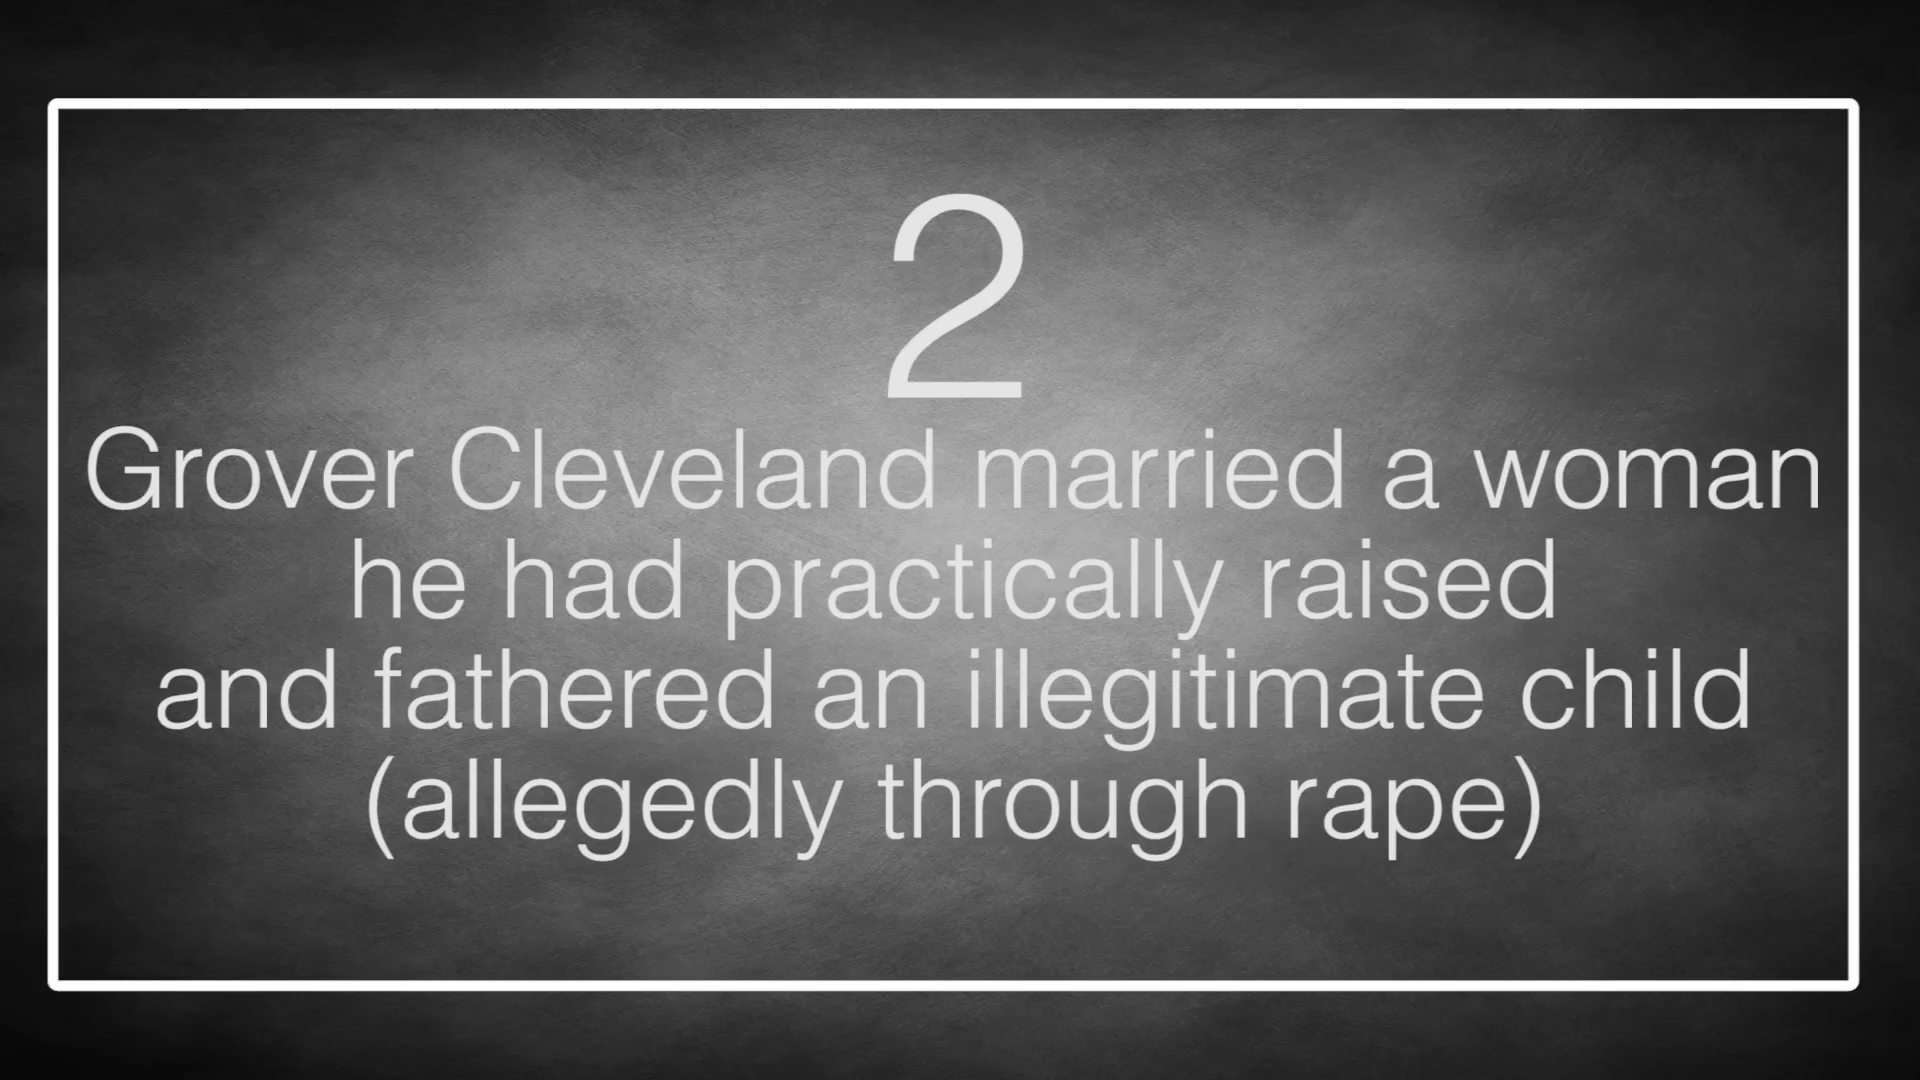 2
Grover Cleveland married a woman
he had practically raised
and fathered an illegitimate child
(allegedly through rape)